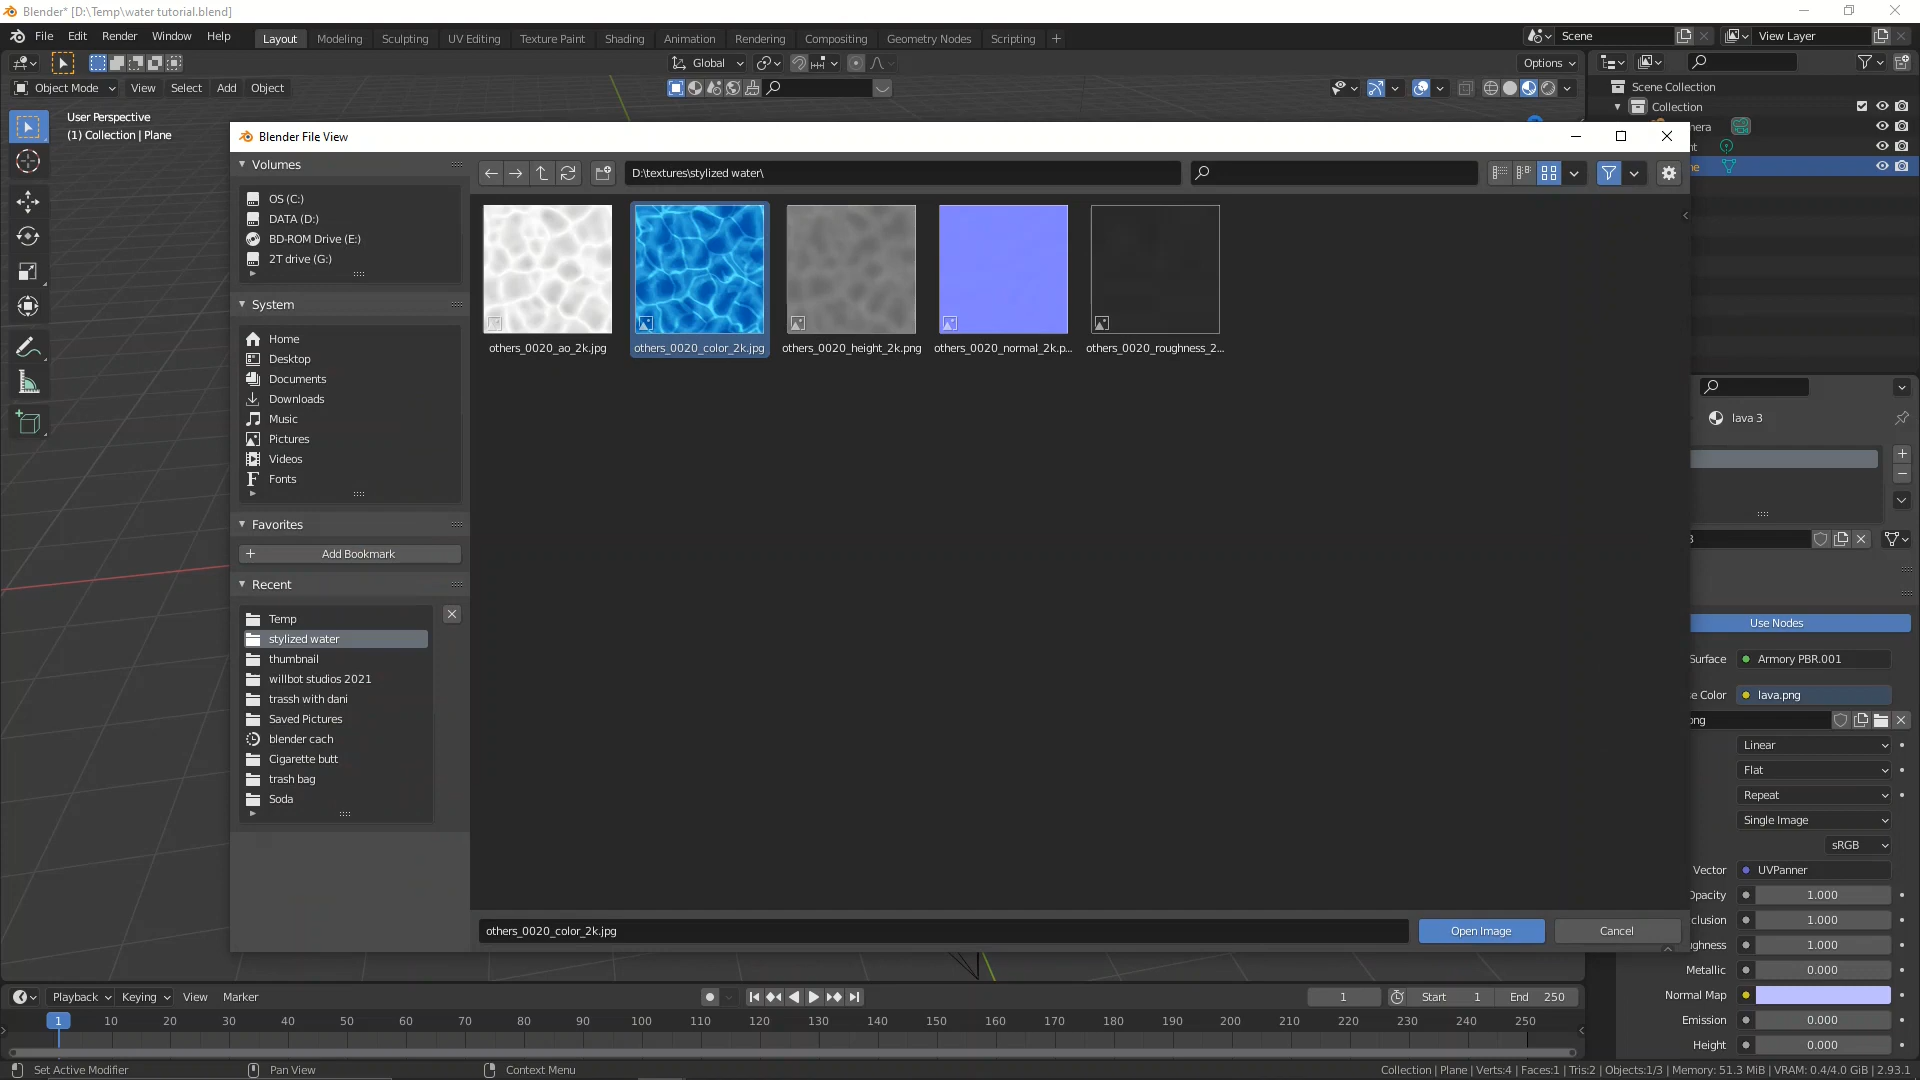 Blender* [D:\Temp\water tutorial.blend]
File Edit Render Window Help Layout Modeling Sculpting UV Editing Texture Paint Shading Animation Rendering Compositing Geometry Nodes Scripting + Scene View Layer
Global Options
Object Mode View Select Add Object
User Perspective
(1) Collection | Plane
Scene Collection
Collection
Blender File View
Volumes
OS (C:)
DATA (D:)
BD-ROM Drive (E:)
2T drive (G:)
System
Home
Desktop
Documents
Downloads
Music
Pictures
Videos
Fonts
Favorites
Add Bookmark
Recent
Temp
stylized water
thumbnail
willbot studios 2021
trassh with dani
Saved Pictures
blender cach
Cigarette butt
trash bag
Soda
D:\textures\stylized water\
others_0020_ao_2k.jpg
others_0020_color_2k.jpg
others_0020_height_2k.png
others_0020_normal_2k.p...
others_0020_roughness_2...
others_0020_color_2k.jpg
Open Image Cancel
mera
nt
ne
lava 3
3
Use Nodes
Surface Armory PBR.001
e Color lava.png
png
Linear
Flat
Repeat
Single Image
sRGB
Vector UVPanner
Opacity 1.000
clusion 1.000
ughness 1.000
Metallic 0.000
Normal Map
Emission 0.000
Height 0.000
Playback Keying View Marker 1 Start 1 End 250
1 10 20 30 40 50 60 70 80 90 100 110 120 130 140 150 160 170 180 190 200 210 220 230 240 250
Set Active Modifier Pan View Context Menu Collection | Plane | Verts:4 | Faces:1 | Tris:2 | Objects:1/3 | Memory: 51.3 MiB | VRAM: 0.4/4.0 GiB | 2.93.1